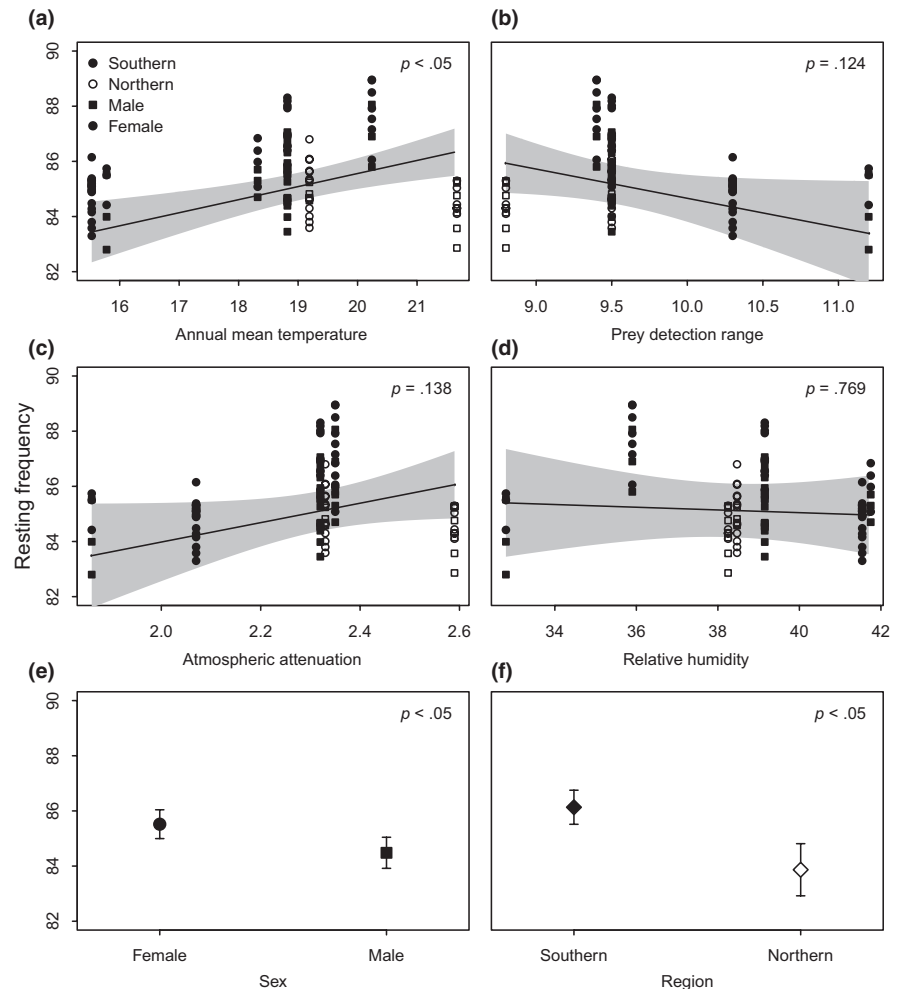 (a)
90
88
86
84
82
Southern
Northern
Male
Female
p < .05
16 17 18 19 20 21
Annual mean temperature
(b)
p = .124
9.0 9.5 10.0 10.5 11.0
Prey detection range
(c)
90
88
86
84
82
p = .138
2.0 2.2 2.4 2.6
Atmospheric attenuation
(d)
p = .769
34 36 38 40 42
Relative humidity
Resting frequency
(e)
90
88
86
84
82
p < .05
Female Male
Sex
(f)
p < .05
Southern Northern
Region